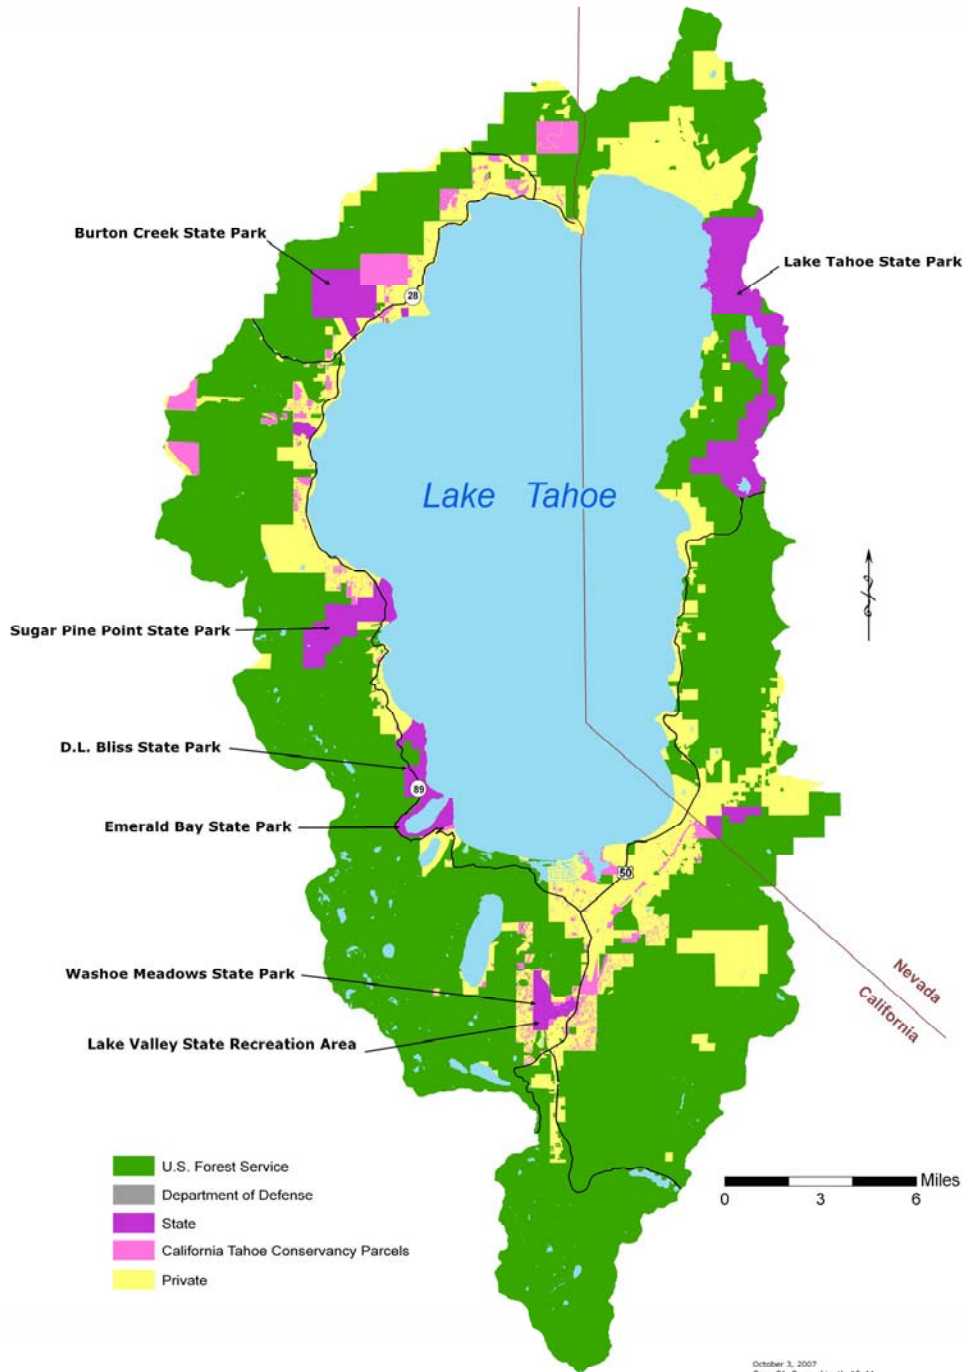 Burton Creek State Park
Lake Tahoe State Park
28
Lake Tahoe
Sugar Pine Point State Park
D.L. Bliss State Park
89
Emerald Bay State Park
50
Washoe Meadows State Park
Nevada
California
Lake Valley State Recreation Area
U.S. Forest Service
Department of Defense
State
California Tahoe Conservancy Parcels
Private
Miles
0 3 6
October 3, 2007